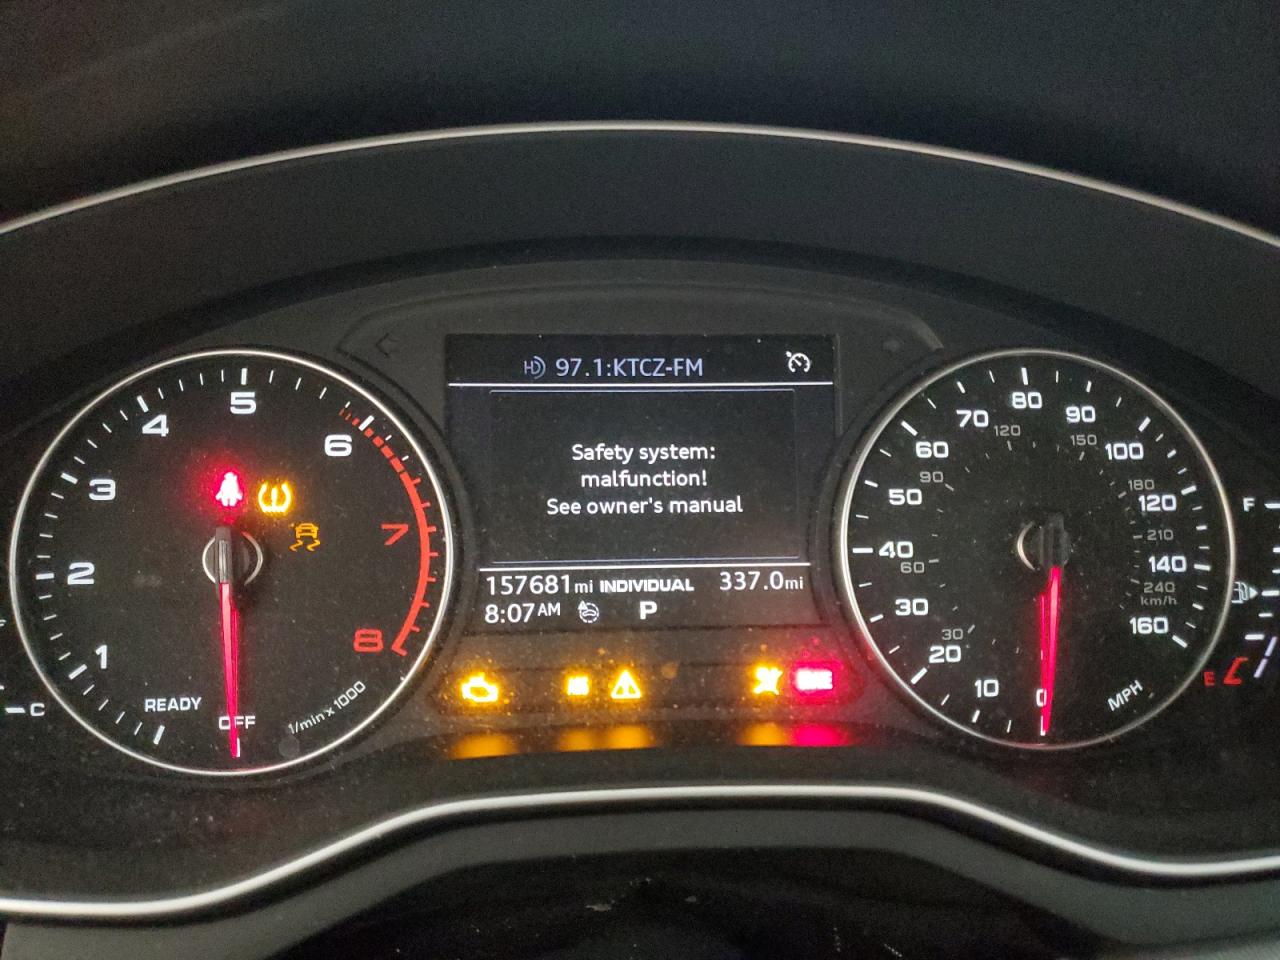 HD 97.1:KTCZ-FM
Safety system:
malfunction!
See owner's manual
157681mi INDIVIDUAL 337.0mi
8:07AM P
1
2
3
4
5
6
7
8
READY
OFF
1/min x 1000
C
0
10
20
30
40
50
60
70
80
90
100
120
140
160
MPH
30
60
90
120
150
180
210
240
km/h
F
E